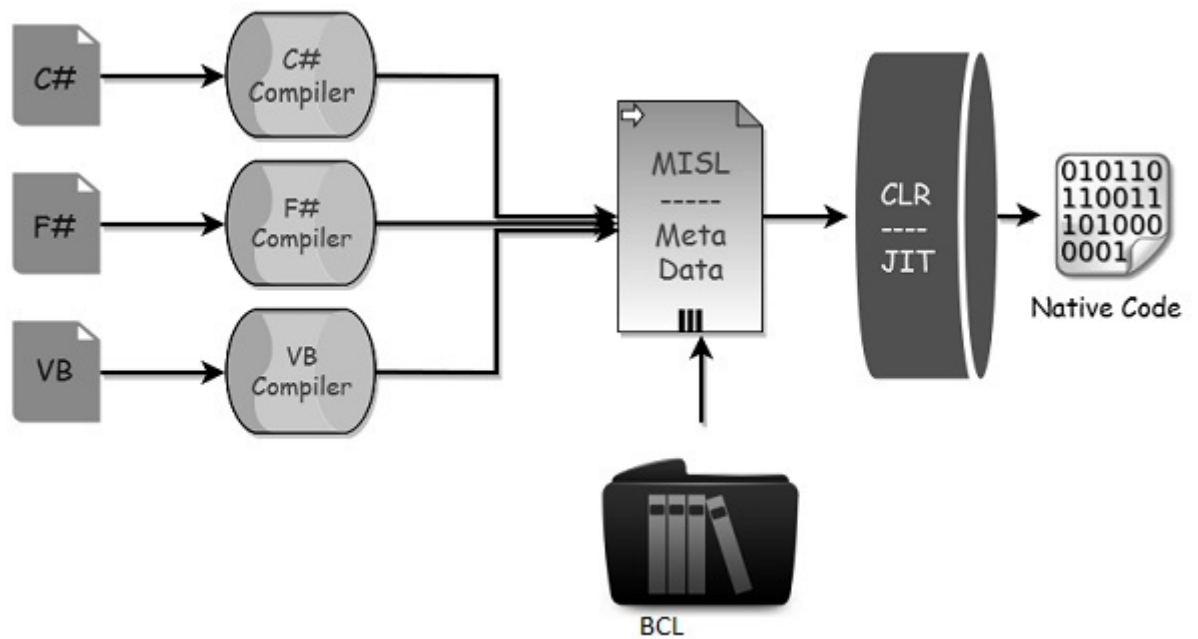 C#
C#
Compiler
F#
F#
Compiler
VB
VB
Compiler
MISL
-----
Meta
Data
CLR
----
JIT
010110
110011
101000
0001
Native Code
BCL